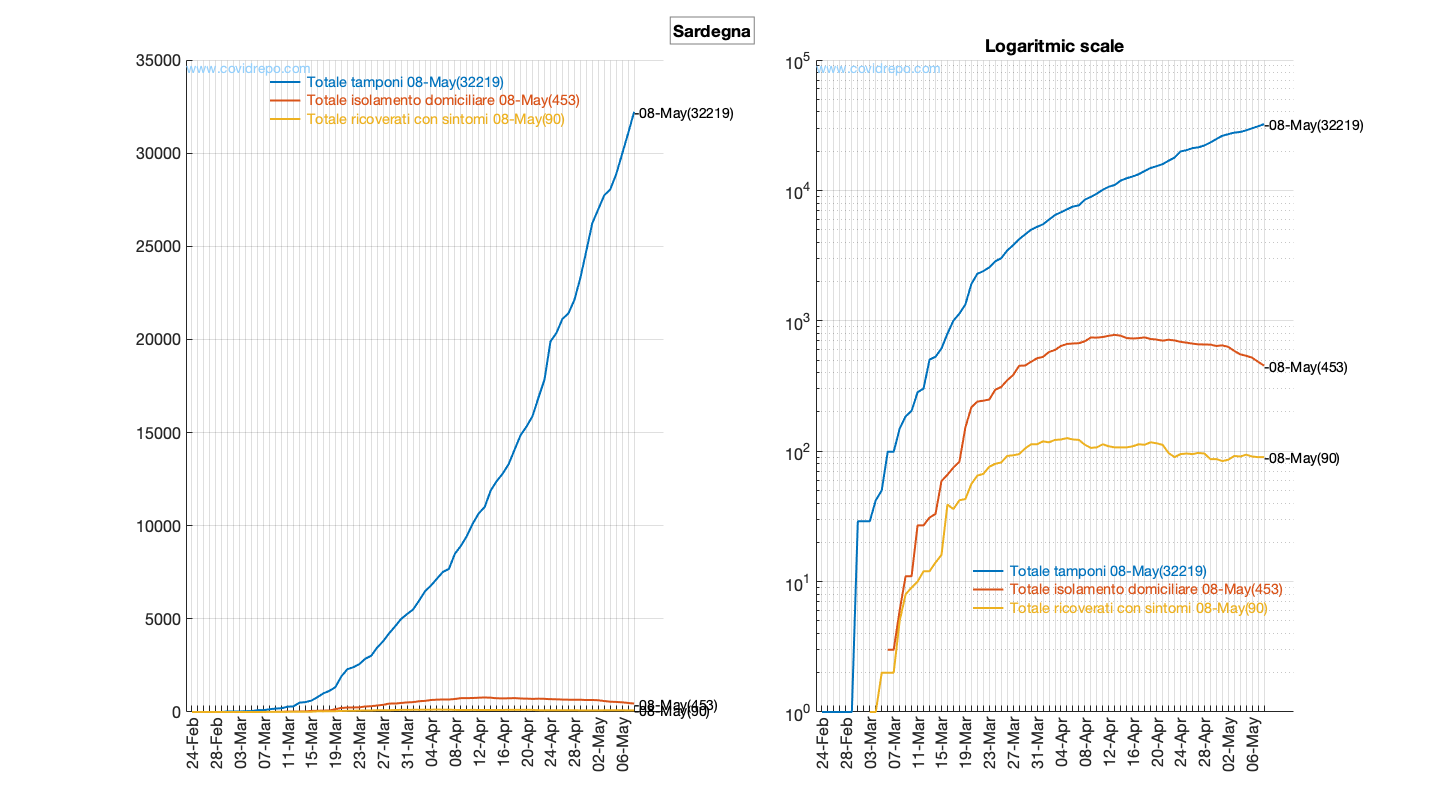 Sardegna
35000
30000
25000
20000
15000
10000
5000
0
www.covidrepo.com
Totale tamponi 08-May(32219)
Totale isolamento domiciliare 08-May(453)
Totale ricoverati con sintomi 08-May(90)
-08-May(32219)
-08-May(453)
-08-May(90)
24-Feb
28-Feb
03-Mar
07-Mar
11-Mar
15-Mar
19-Mar
23-Mar
27-Mar
31-Mar
04-Apr
08-Apr
12-Apr
16-Apr
20-Apr
24-Apr
28-Apr
02-May
06-May
Logaritmic scale
10^5
10^4
10^3
10^2
10^1
10^0
www.covidrepo.com
-08-May(32219)
-08-May(453)
-08-May(90)
Totale tamponi 08-May(32219)
Totale isolamento domiciliare 08-May(453)
Totale ricoverati con sintomi 08-May(90)
24-Feb
28-Feb
03-Mar
07-Mar
11-Mar
15-Mar
19-Mar
23-Mar
27-Mar
31-Mar
04-Apr
08-Apr
12-Apr
16-Apr
20-Apr
24-Apr
28-Apr
02-May
06-May